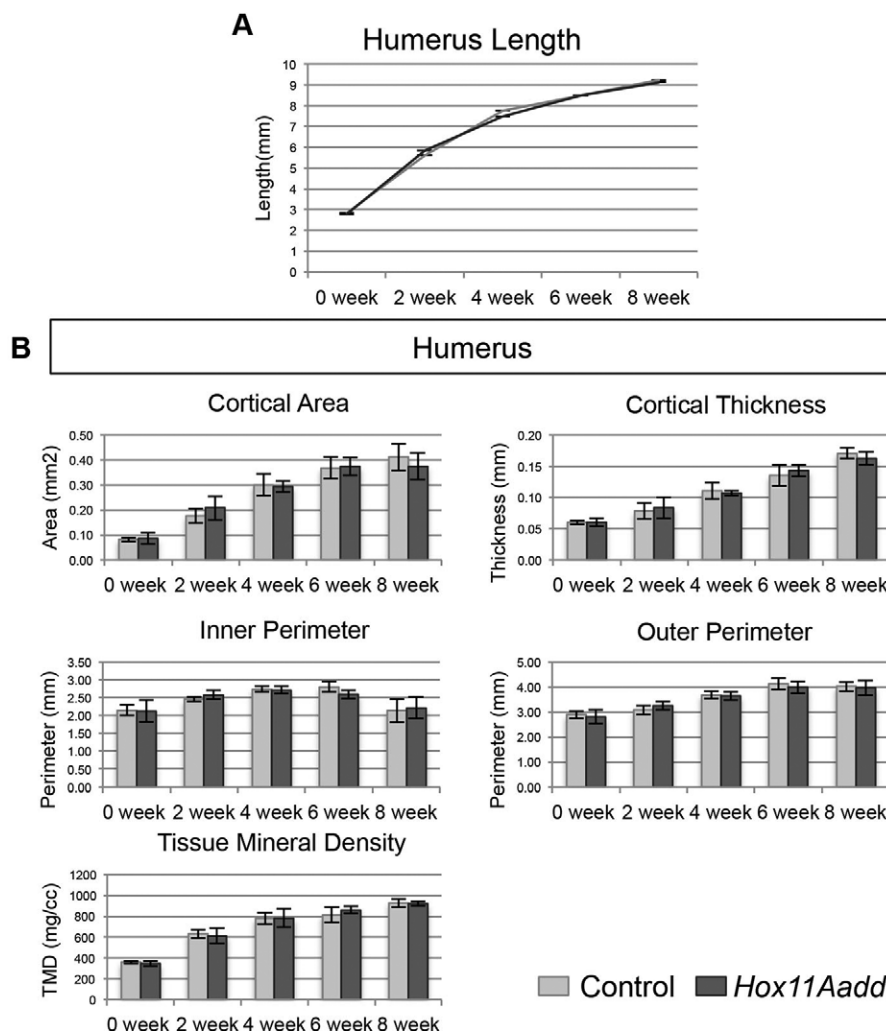 A
Humerus Length
10
9
8
7
6
5
4
3
2
1
0
Length(mm)
0 week 2 week 4 week 6 week 8 week
B
Humerus
Cortical Area
0.50
0.40
0.30
0.20
0.10
0.00
Area (mm2)
0 week 2 week 4 week 6 week 8 week
Cortical Thickness
0.20
0.15
0.10
0.05
0.00
Thickness (mm)
0 week 2 week 4 week 6 week 8 week
Inner Perimeter
3.50
3.00
2.50
2.00
1.50
1.00
0.50
0.00
Perimeter (mm)
0 week 2 week 4 week 6 week 8 week
Outer Perimeter
5.00
4.00
3.00
2.00
1.00
0.00
Perimeter (mm)
0 week 2 week 4 week 6 week 8 week
Tissue Mineral Density
1200
1000
800
600
400
200
0
TMD (mg/cc)
0 week 2 week 4 week 6 week 8 week
Control Hox11Aadd